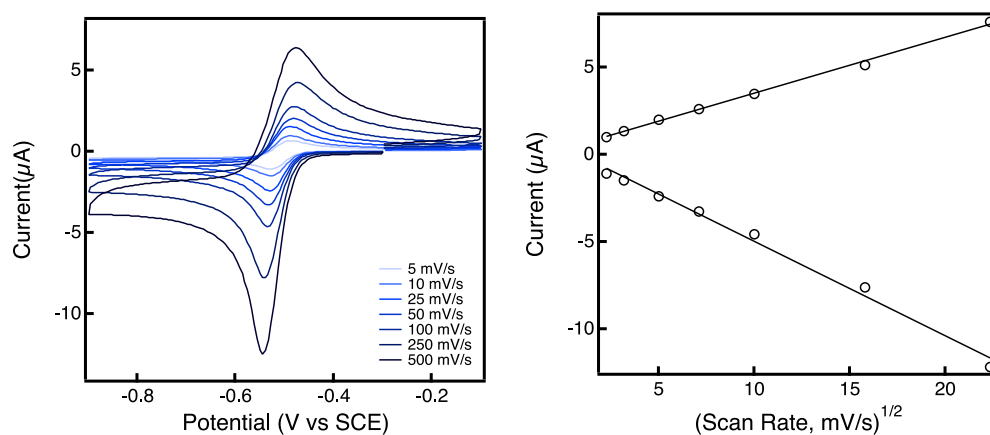 5
0
-5
-10
Current(µA)
-0.8
-0.6
-0.4
-0.2
Potential (V vs SCE)
5 mV/s
10 mV/s
25 mV/s
50 mV/s
100 mV/s
250 mV/s
500 mV/s
5
0
-5
-10
Current (µA)
5
10
15
20
(Scan Rate, mV/s)^1/2